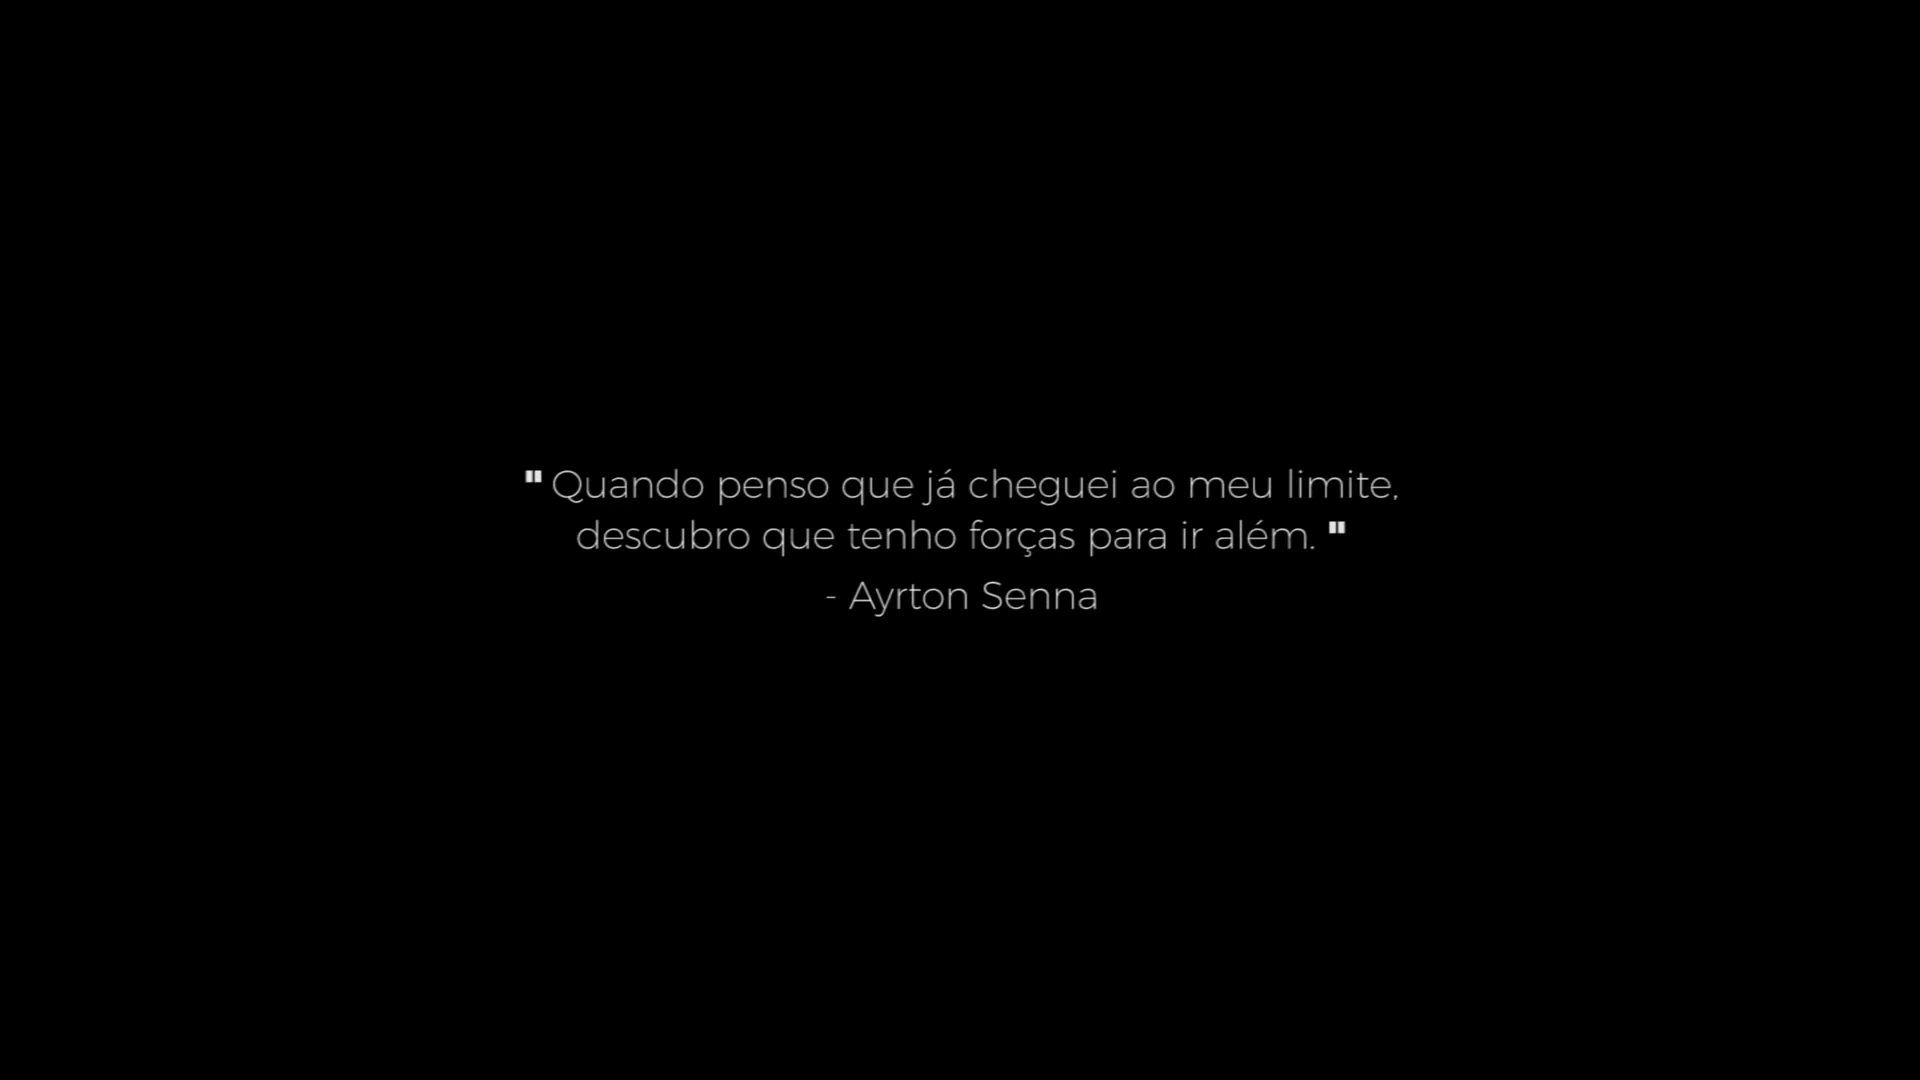 " Quando penso que já cheguei ao meu limite,
descubro que tenho forças para ir além. "
- Ayrton Senna